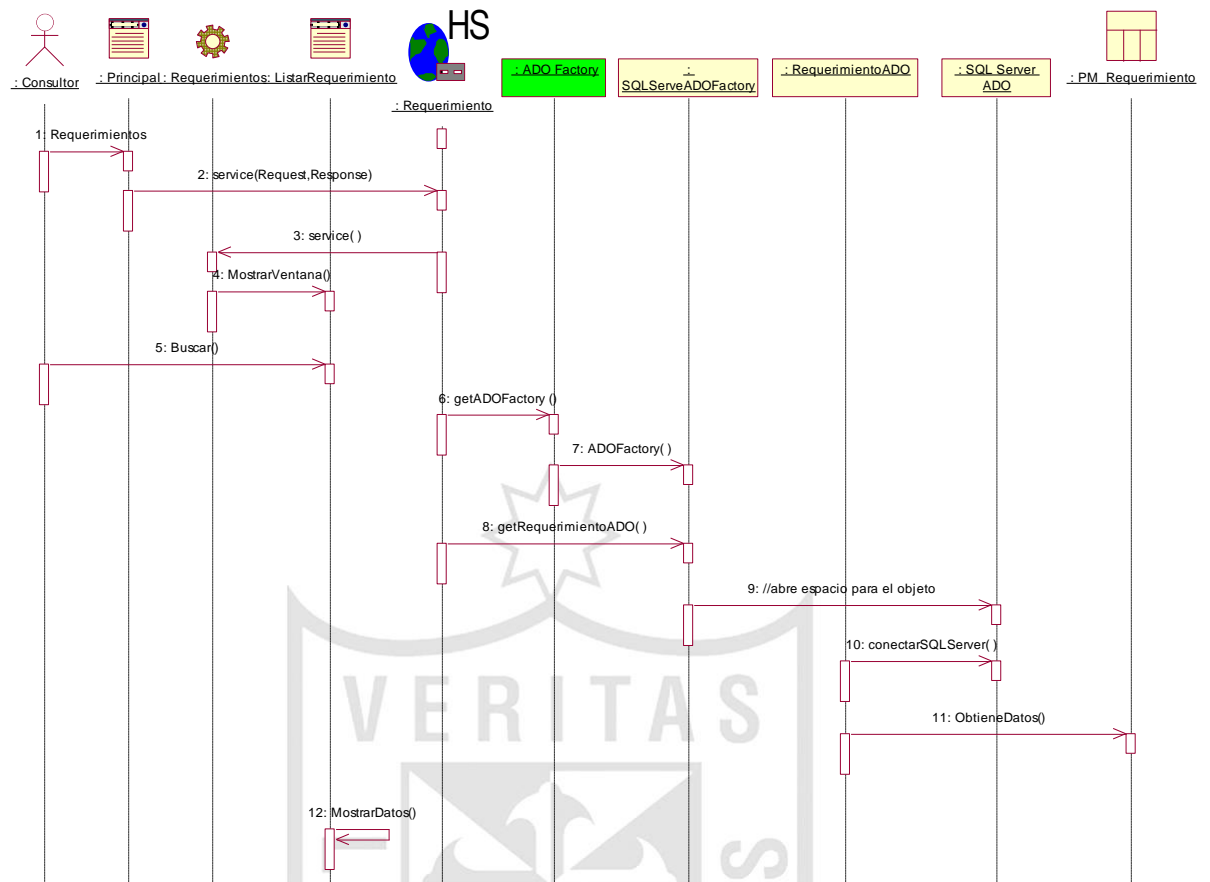 HS
: Consultor
: Principal
: Requerimientos
: ListarRequerimiento
: Requerimiento
: ADO Factory
:
SQLServeADOFactory
: RequerimientoADO
: SQL Server
ADO
: PM_Requerimiento
1: Requerimientos
2: service(Request,Response)
3: service( )
4: MostrarVentana()
5: Buscar()
6: getADOFactory ()
7: ADOFactory( )
8: getRequerimientoADO( )
9: //abre espacio para el objeto
10: conectarSQLServer( )
11: ObtieneDatos()
12: MostrarDatos()
VERITAS